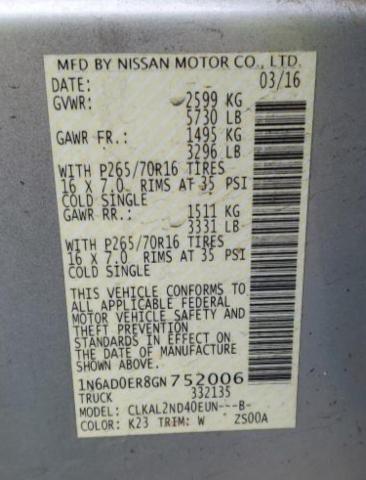 MFD BY NISSAN MOTOR CO., LTD.
DATE: 03/16
GVWR: 2599 KG
5730 LB
GAWR FR: 1495 KG
3296 LB
WITH P265/70R16 TIRES
16 X 7.0 RIMS AT 35 PSI
COLD SINGLE
GAWR RR: 1511 KG
3331 LB
WITH P265/70R16 TIRES
16 X 7.0 RIMS AT 35 PSI
COLD SINGLE
THIS VEHICLE CONFORMS TO
ALL APPLICABLE FEDERAL
MOTOR VEHICLE SAFETY AND
THEFT PREVENTION
STANDARDS IN EFFECT ON
THE DATE OF MANUFACTURE
SHOWN ABOVE.
1N6AD0ER8GN752006
TRUCK 332135
MODEL: CLKAL2ND40EUN---B-
COLOR: K23 TRIM: W ZS00A